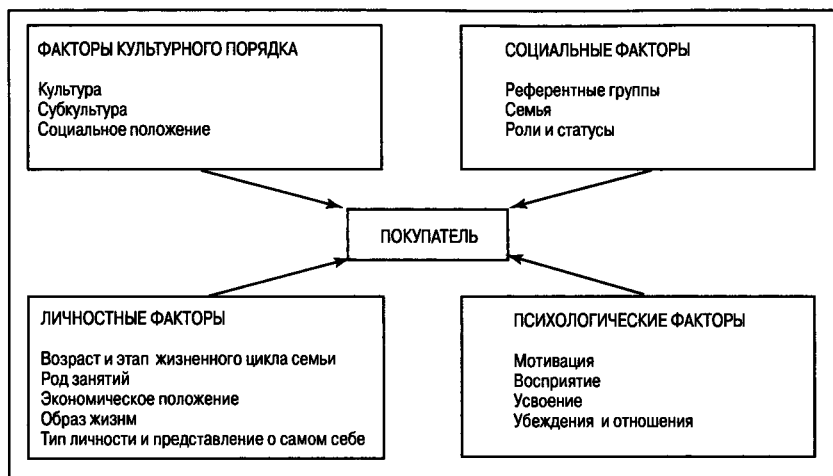 ФАКТОРЫ КУЛЬТУРНОГО ПОРЯДКА
Культура
Субкультура
Социальное положение
СОЦИАЛЬНЫЕ ФАКТОРЫ
Референтные группы
Семья
Роли и статусы
ПОКУПАТЕЛЬ
ЛИЧНОСТНЫЕ ФАКТОРЫ
Возраст и этап жизненного цикла семьи
Род занятий
Экономическое положение
Образ жизнм
Тип личности и представление о самом себе
ПСИХОЛОГИЧЕСКИЕ ФАКТОРЫ
Мотивация
Восприятие
Усвоение
Убеждения и отношения